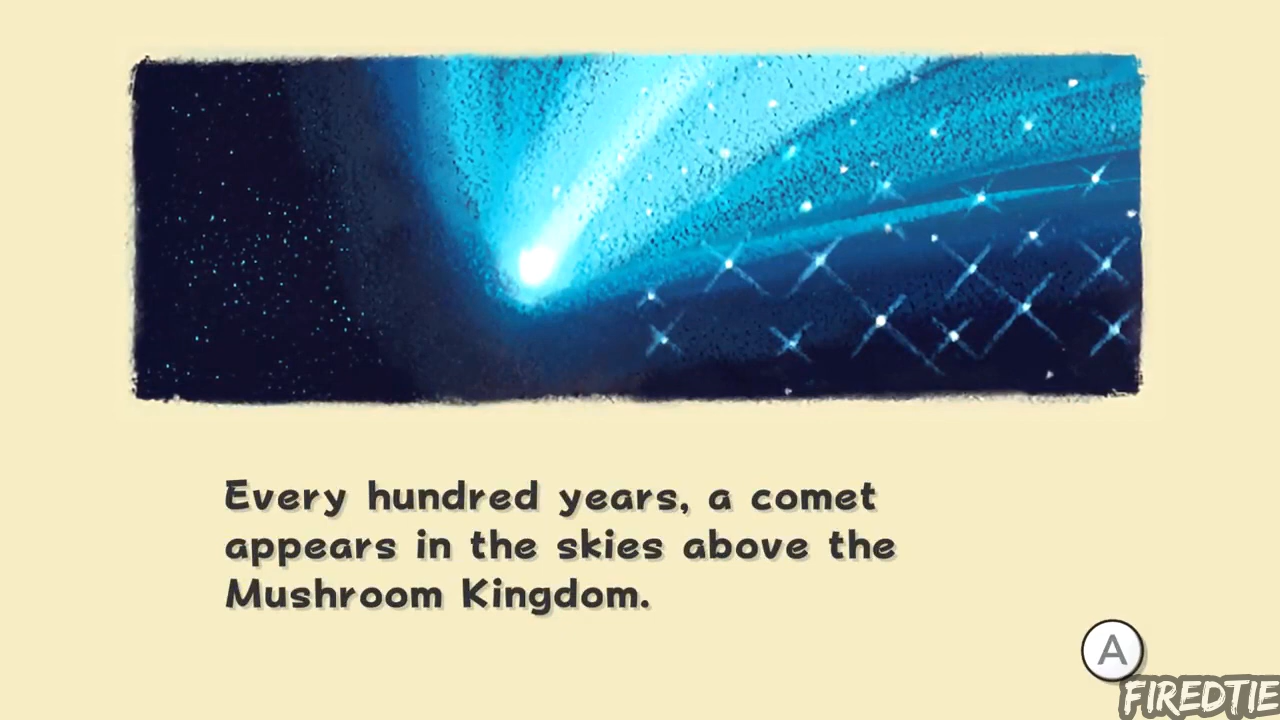 Every hundred years, a comet
appears in the skies above the
Mushroom Kingdom.
A
FIREDTIE